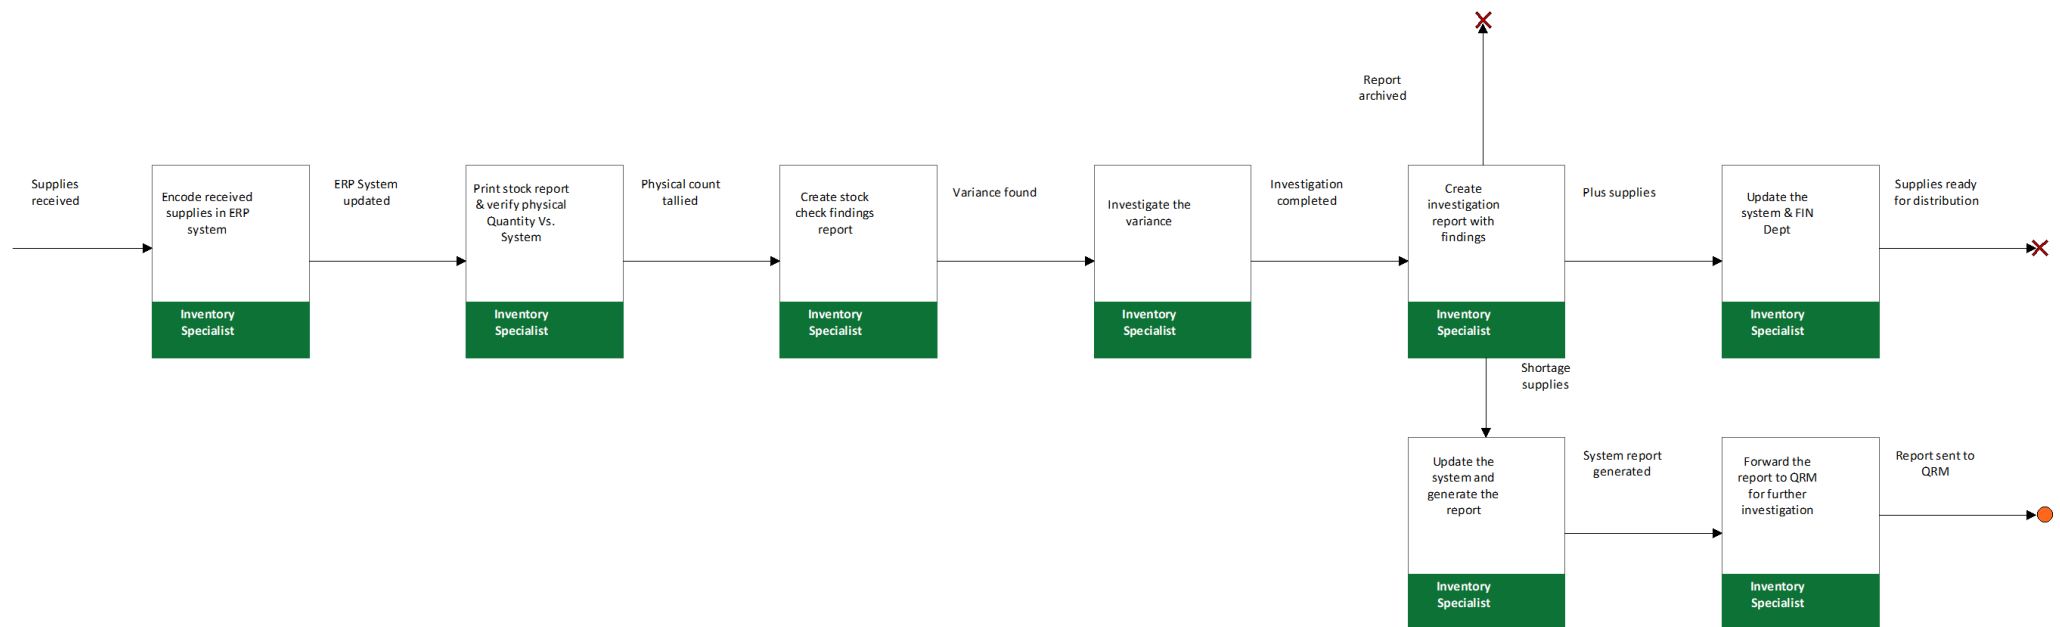 Report
archived
Supplies
received
Encode received
supplies in ERP
system
Inventory
Specialist
ERP System
updated
Print stock report
& verify physical
Quantity Vs.
System
Inventory
Specialist
Physical count
tallied
Create stock
check findings
report
Inventory
Specialist
Variance found
Investigate the
variance
Inventory
Specialist
Investigation
completed
Create
investigation
report with
findings
Inventory
Specialist
Plus supplies
Update the
system & FIN
Dept
Inventory
Specialist
Supplies ready
for distribution
Shortage
supplies
Update the
system and
generate the
report
Inventory
Specialist
System report
generated
Forward the
report to QRM
for further
investigation
Inventory
Specialist
Report sent to
QRM